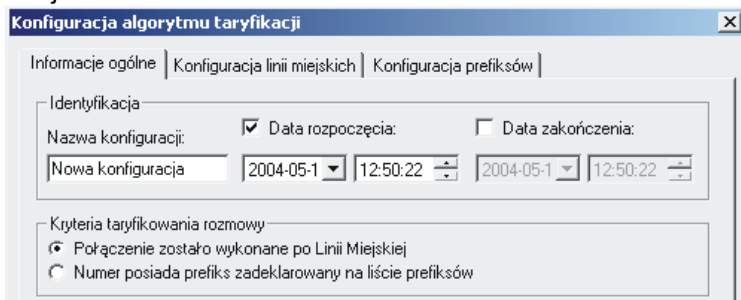 Konfiguracja algorytmu taryfikacji
Informacje ogólne Konfiguracja linii miejskich Konfiguracja prefiksów
Identyfikacja
Nazwa konfiguracji: Data rozpoczęcia: Data zakończenia:
Nowa konfiguracja 2004-05-1 12:50:22 2004-05-1 12:50:22
Kryteria taryfikowania rozmowy
Połączenie zostało wykonane po Linii Miejskiej
Numer posiada prefiks zadeklarowany na liście prefiksów